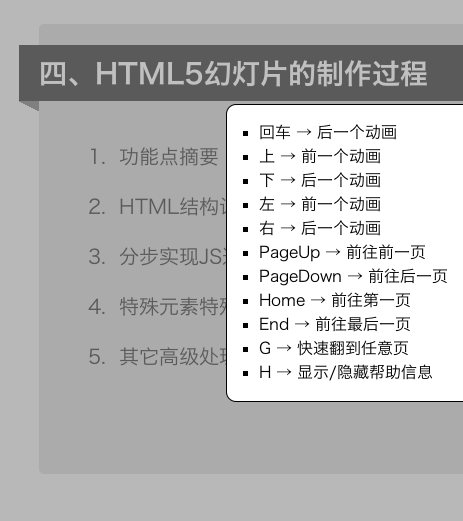 四、HTML5幻灯片的制作过程
1. 功能点摘要
2. HTML结构
3. 分步实现JS
4. 特殊元素特殊
5. 其它高级处理
回车 → 后一个动画
上 → 前一个动画
下 → 后一个动画
左 → 前一个动画
右 → 后一个动画
PageUp → 前往前一页
PageDown → 前往后一页
Home → 前往第一页
End → 前往最后一页
G → 快速翻到任意页
H → 显示/隐藏帮助信息